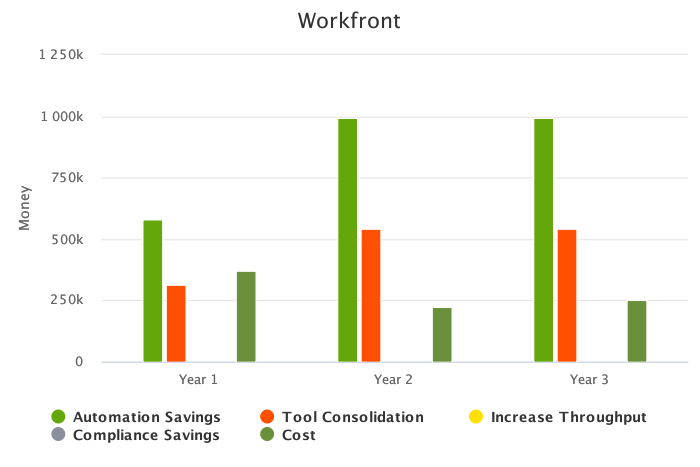 Workfront
1 250k
1 000k
750k
500k
250k
0
Money
Year 1
Year 2
Year 3
Automation Savings
Tool Consolidation
Increase Throughput
Compliance Savings
Cost